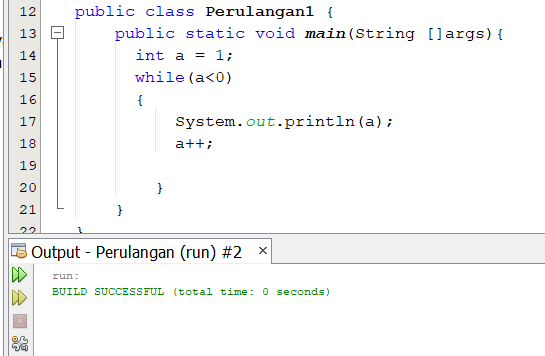 12 public class Perulangan1 {
13 public static void main(String []args){
14 int a = 1;
15 while(a<0)
16 {
17 System.out.println(a);
18 a++;
19
20 }
21 }
22 }
Output - Perulangan (run) #2 ×
run:
BUILD SUCCESSFUL (total time: 0 seconds)